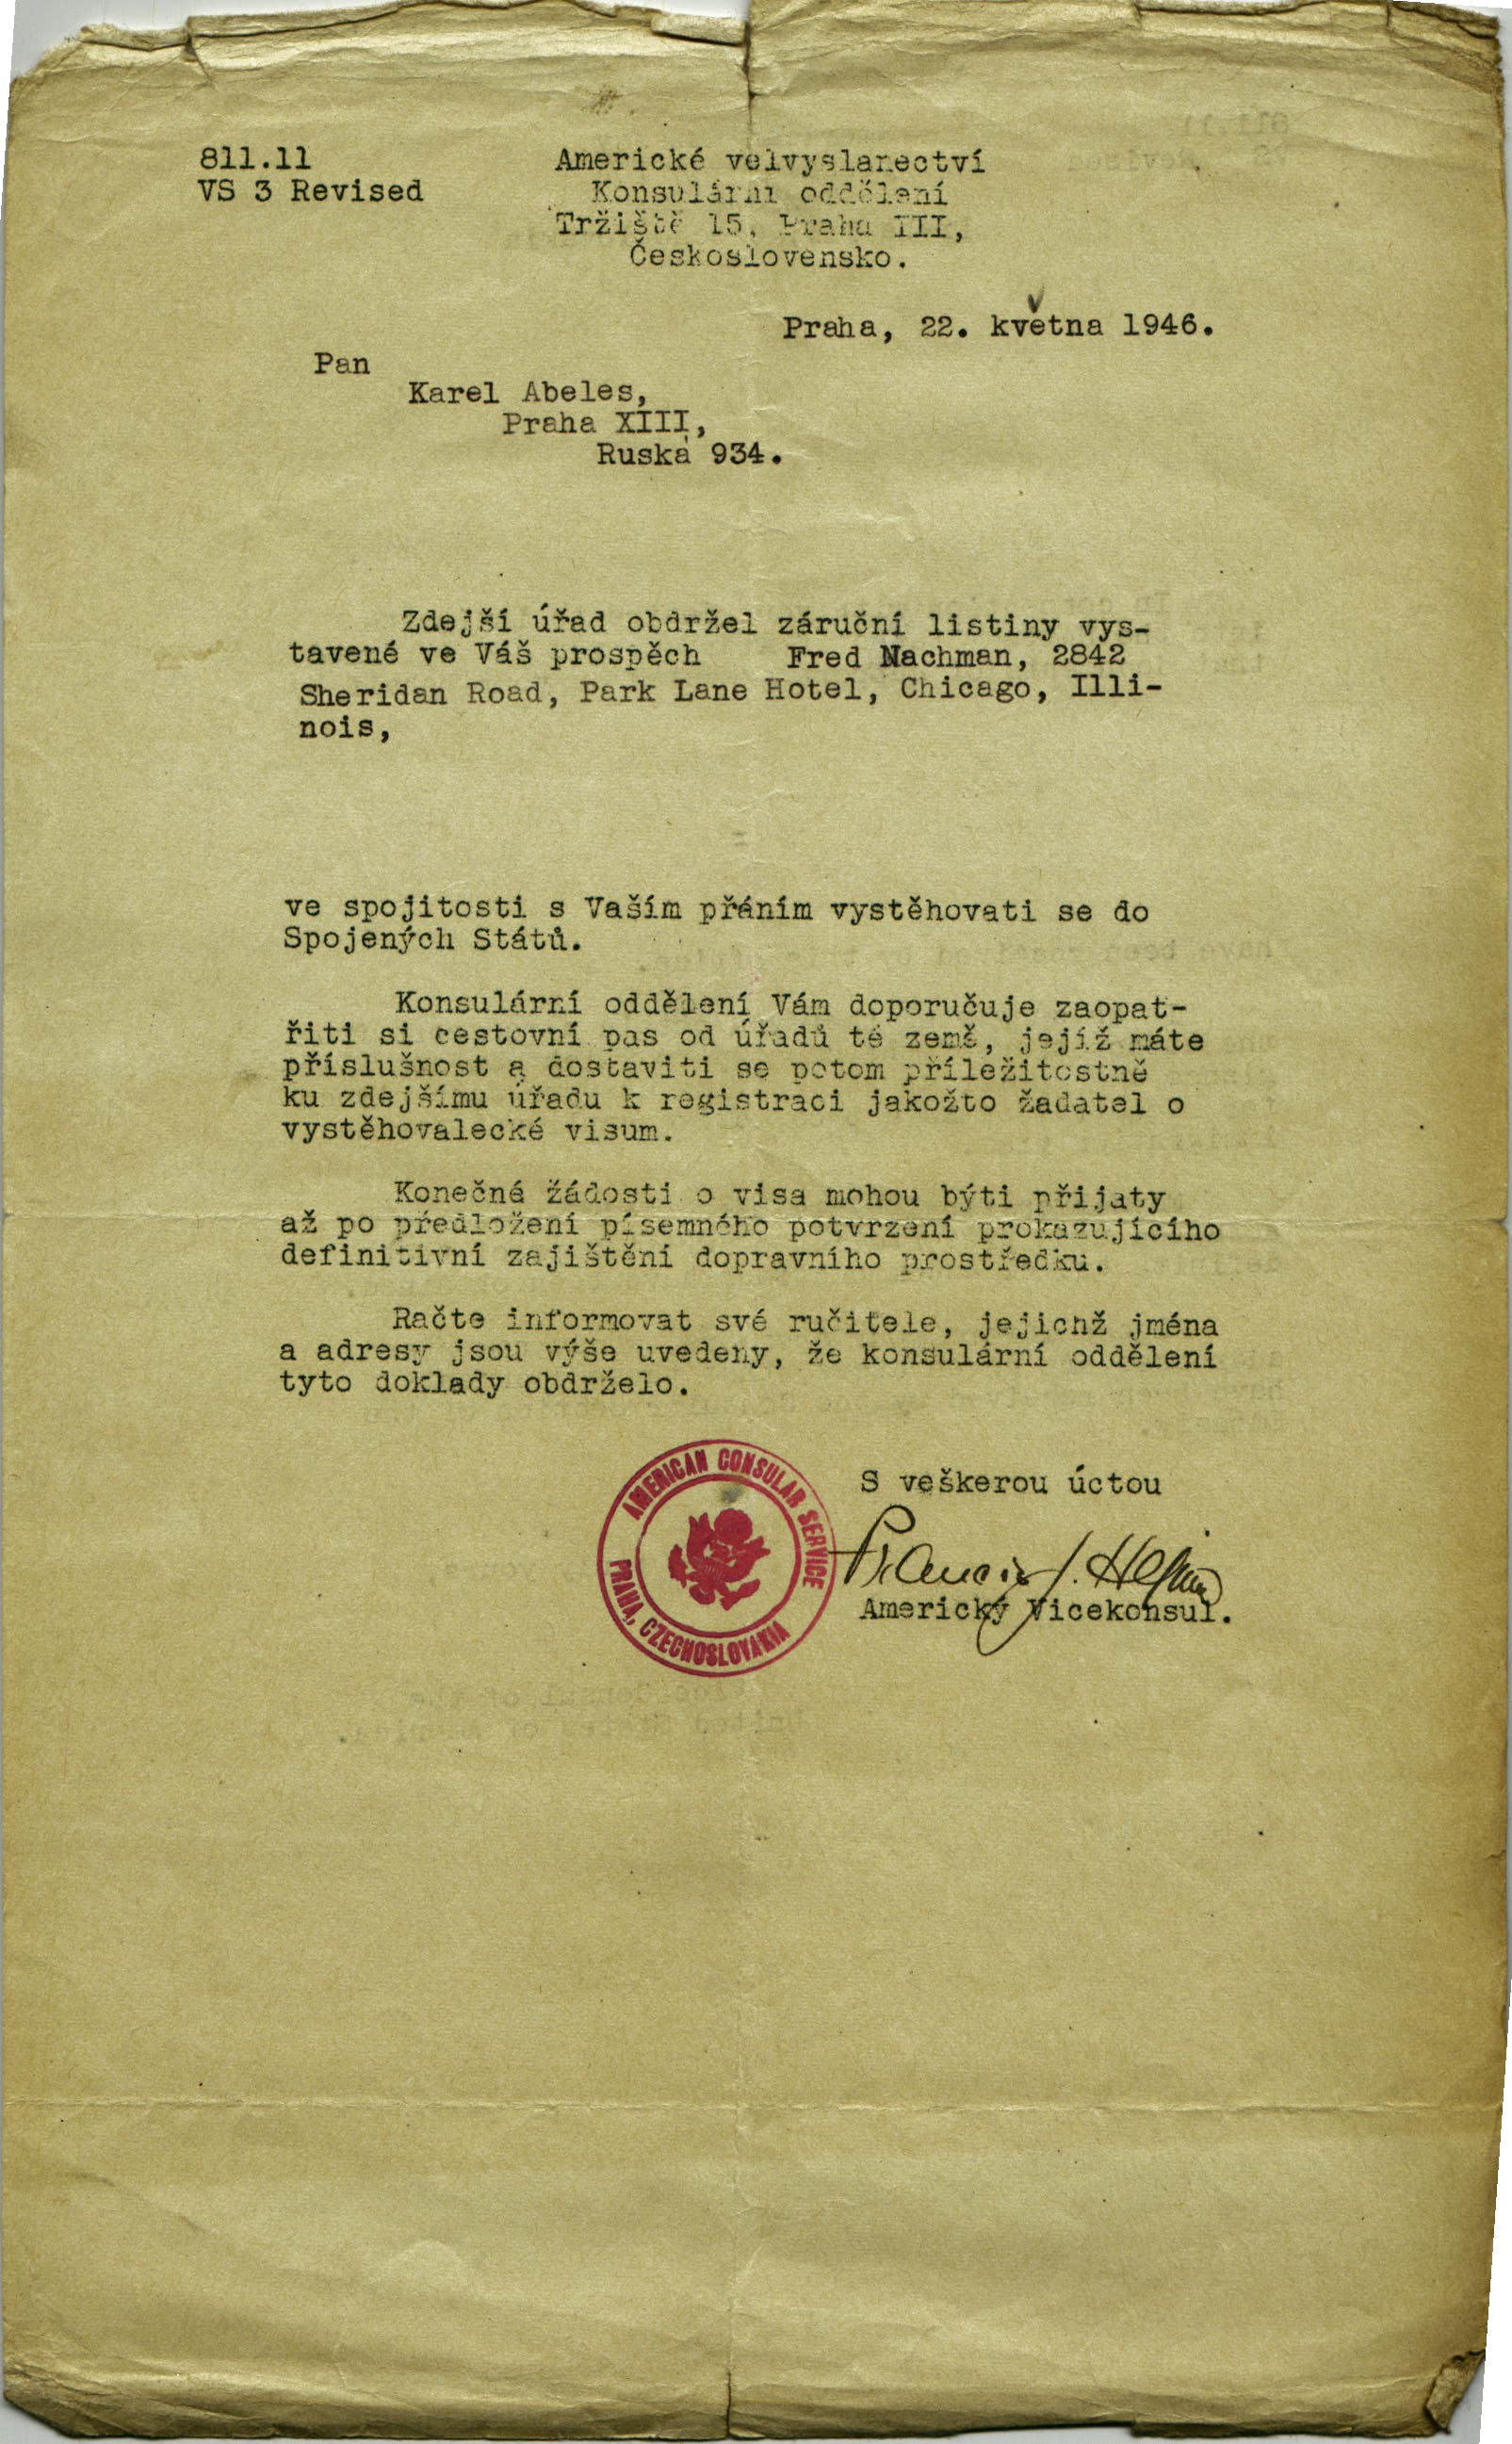 811.11
VS 3 Revised
Americké velvyslanectví
Konsulární oddělení
Tržiště 15, Praha III,
Československo.
Praha, 22. května 1946.
Pan
Karel Abeles,
Praha XIII,
Ruská 934.
Zdejší úřad obdržel záruční listiny vys-
tavené ve Váš prospěch Fred Nachman, 2842
Sheridan Road, Park Lane Hotel, Chicago, Illi-
nois,
ve spojitosti s Vaším přáním vystěhovati se do
Spojených Států.
Konsulární oddělení Vám doporučuje zaopat-
řiti si cestovní pas od úřadů té země, jejíž máte
příslušnost a dostaviti se potom příležitostně
ku zdejšímu úřadu k registraci jakožto žadatel o
vystěhovalecké visum.
Konečné žádosti o visa mohou býti přijaty
až po předložení písemného potvrzení prokazujícího
definitivní zajištění dopravního prostředku.
Račte informovat své ručitele, jejichž jména
a adresy jsou výše uvedeny, že konsulární oddělení
tyto doklady obdrželo.
AMERICAN CONSULAR SERVICE
PRAHA, CZECHOSLOVAKIA
S veškerou úctou
Francis J.
Americký Vicekonsul.